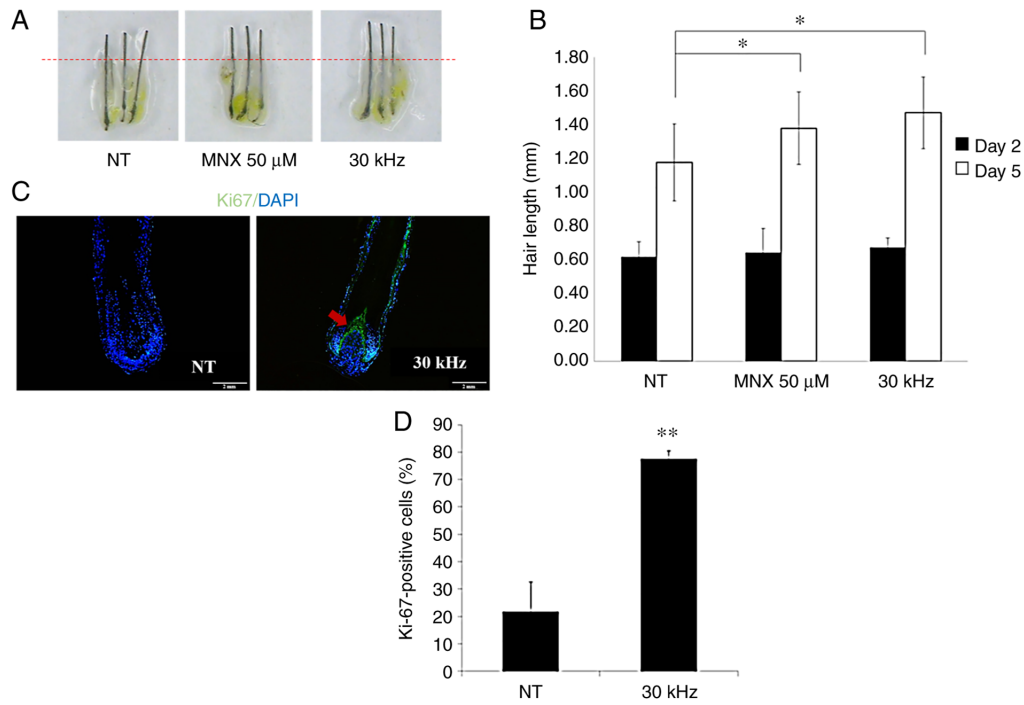 A
NT
MNX 50 μM
30 kHz
B
*
*
Hair length (mm)
1.80
1.60
1.40
1.20
1.00
0.80
0.60
0.40
0.20
0.00
NT
MNX 50 μM
30 kHz
Day 2
Day 5
C
Ki67/DAPI
NT
2 mm
30 kHz
2 mm
D
**
Ki-67-positive cells (%)
90
80
70
60
50
40
30
20
10
0
NT
30 kHz